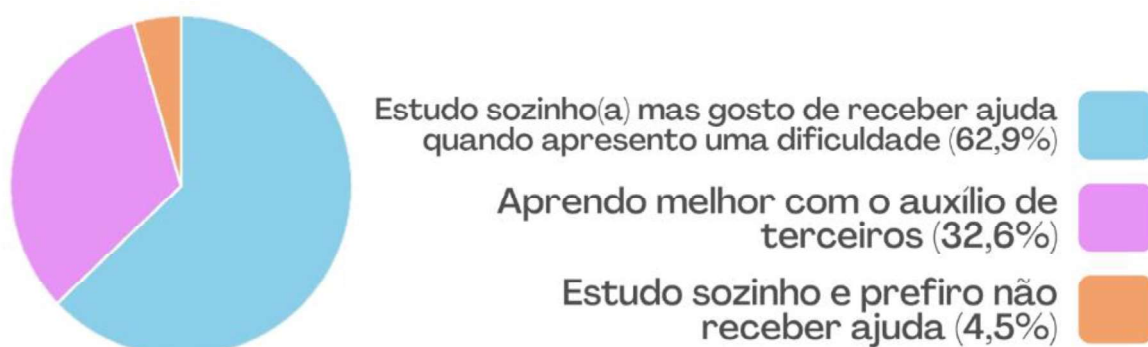 Estudo sozinho(a) mas gosto de receber ajuda
quando apresento uma dificuldade (62,9%)
Aprendo melhor com o auxílio de
terceiros (32,6%)
Estudo sozinho e prefiro não
receber ajuda (4,5%)